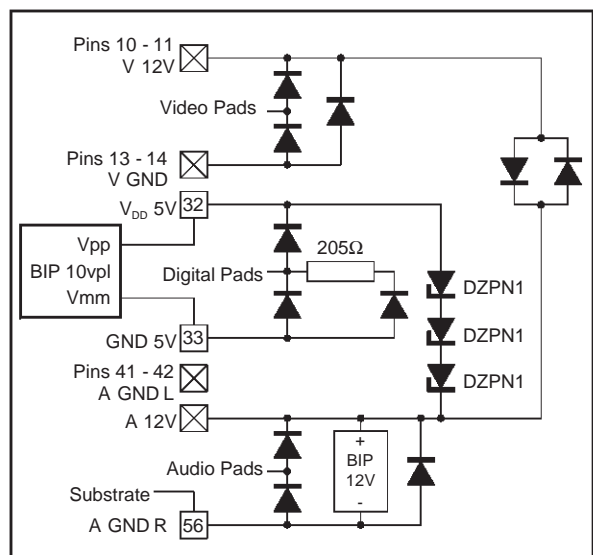 Pins 10 - 11
V 12V
Video Pads
Pins 13 - 14
V GND
VDD 5V 32
Vpp
BIP 10vpl
Vmm
205Ω
Digital Pads
DZPN1
DZPN1
DZPN1
GND 5V 33
Pins 41 - 42
A GND L
A 12V
+
BIP
12V
-
Audio Pads
Substrate
A GND R 56